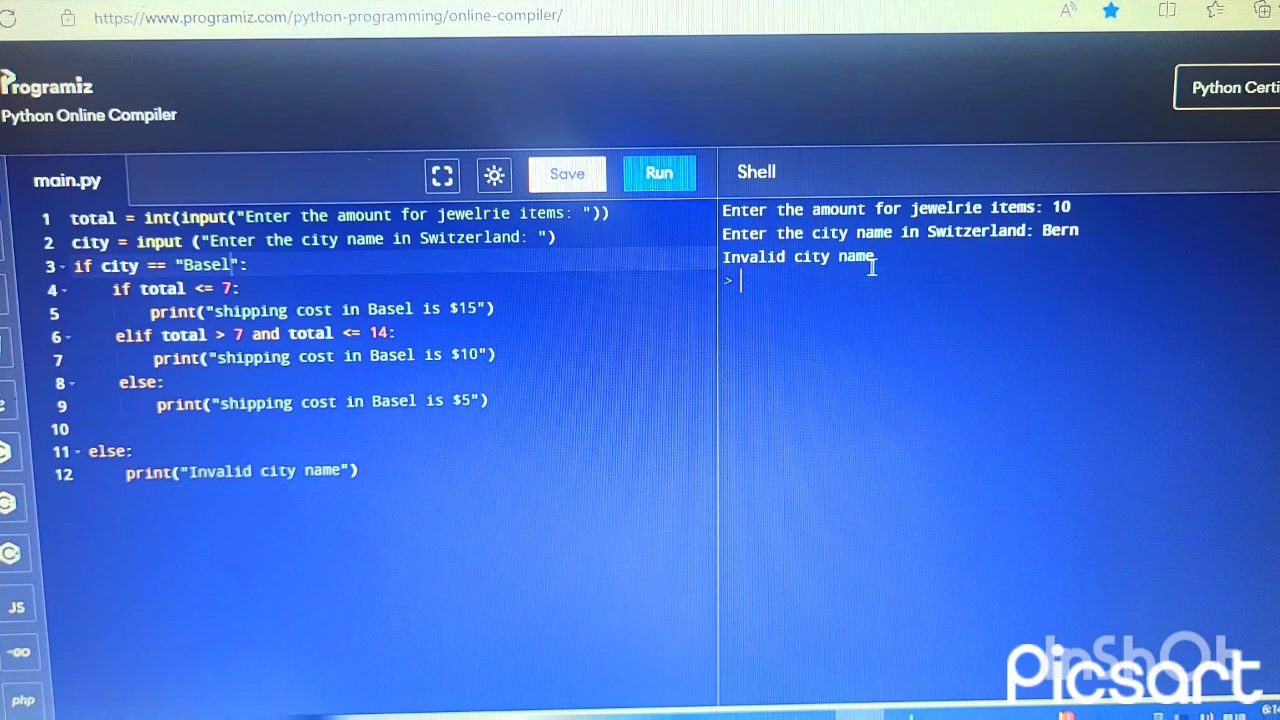 https://www.programiz.com/python-programming/online-compiler/
Programiz
Python Online Compiler
Python Certi
main.py
Save
Run
Shell
1 total = int(input("Enter the amount for jewelrie items: "))
2 city = input ("Enter the city name in Switzerland: ")
3 if city == "Basel":
4 if total <= 7:
5 print("shipping cost in Basel is $15")
6 elif total > 7 and total <= 14:
7 print("shipping cost in Basel is $10")
8 else:
9 print("shipping cost in Basel is $5")
10
11 else:
12 print("Invalid city name")
Enter the amount for jewelrie items: 10
Enter the city name in Switzerland: Bern
Invalid city name
>
JS
GO
php
InShOt
Picsart
6:14